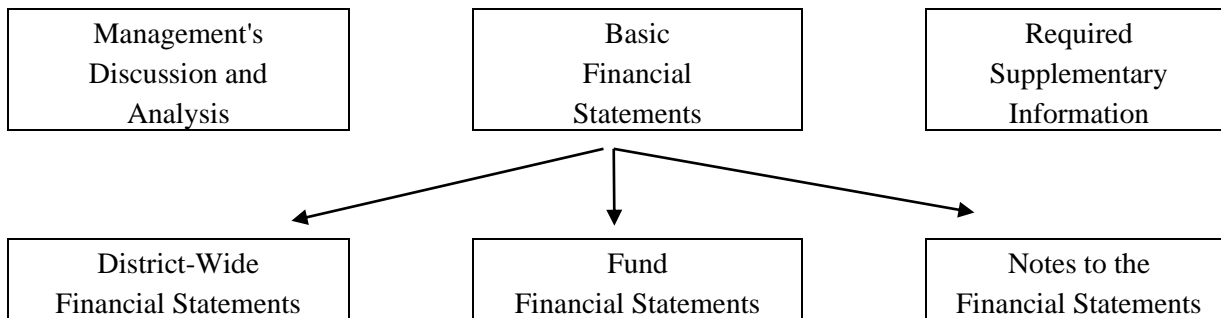 Management's
Discussion and
Analysis
Basic
Financial
Statements
Required
Supplementary
Information
District-Wide
Financial Statements
Fund
Financial Statements
Notes to the
Financial Statements